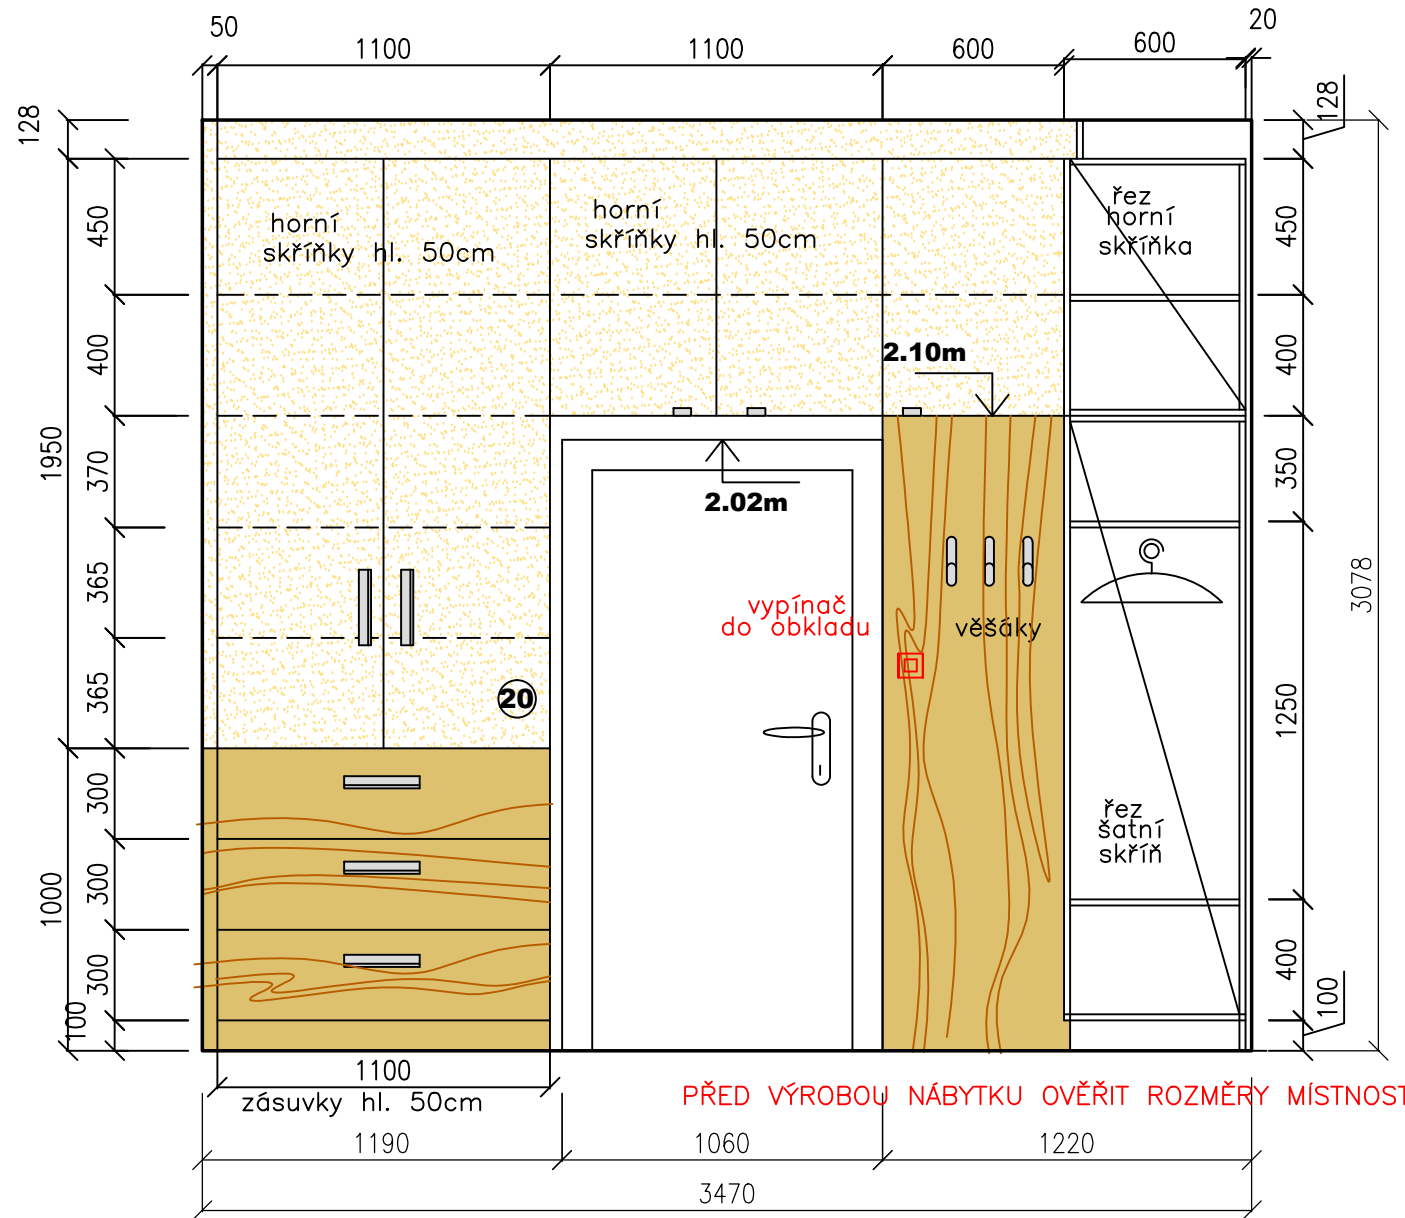 50
1100
1100
600
600
20
128
128
450
400
370
365
365
300
300
300
100
1950
1000
horní
skříňky hl. 50cm
horní
skříňky hl. 50cm
řez
horní
skříňka
2.10m
2.02m
vypínač
do obkladu
věšáky
20
řez
šatní
skříň
450
400
350
1250
400
100
3078
1100
zásuvky hl. 50cm
PŘED VÝROBOU NÁBYTKU OVĚŘIT ROZMĚRY MÍSTNOST
1190
1060
1220
3470